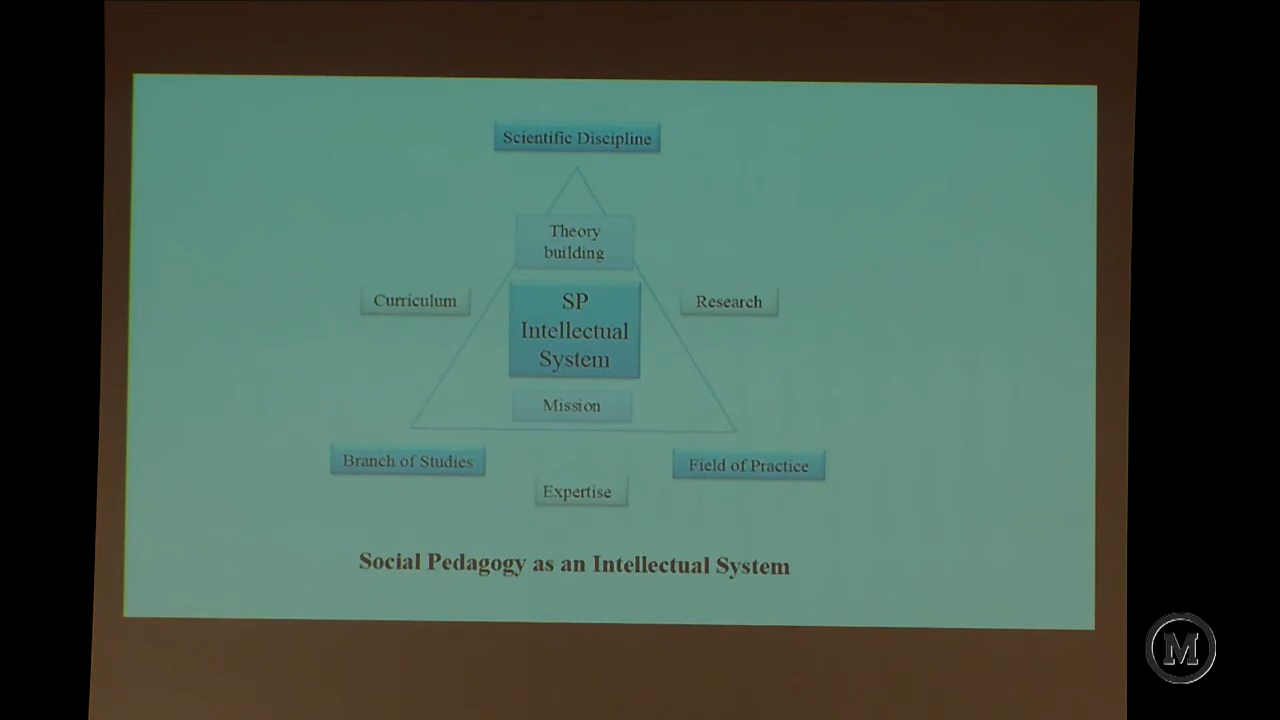 Scientific Discipline
Theory
building
Curriculum
SP
Intellectual
System
Research
Mission
Branch of Studies
Field of Practice
Expertise
Social Pedagogy as an Intellectual System
M